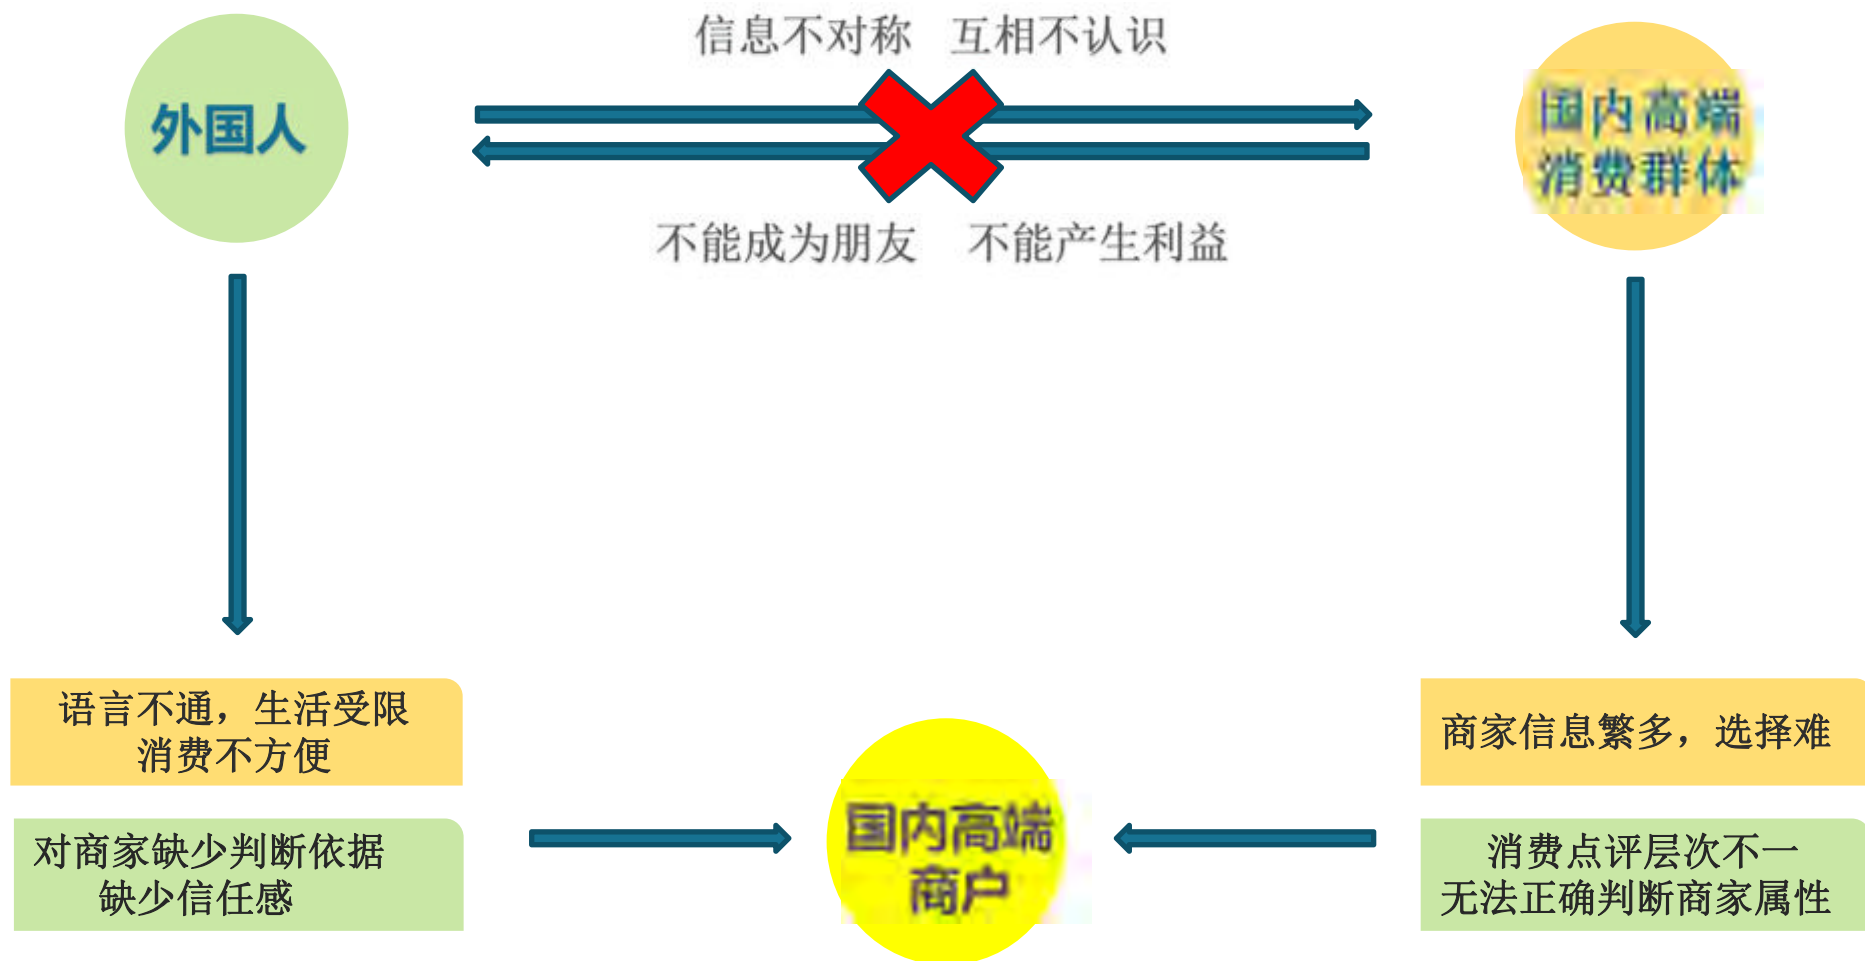 信息不对称 互相不认识
外国人
国内高端
消费群体
不能成为朋友 不能产生利益
语言不通，生活受限
消费不方便
商家信息繁多，选择难
对商家缺少判断依据
缺少信任感
国内高端
商户
消费点评层次不一
无法正确判断商家属性